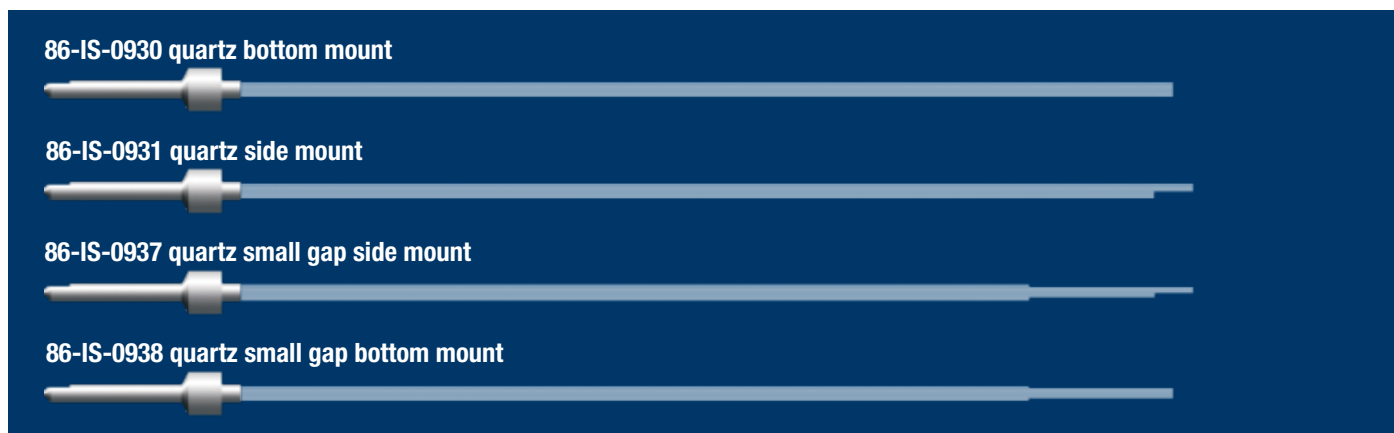 86-IS-0930 quartz bottom mount
86-IS-0931 quartz side mount
86-IS-0937 quartz small gap side mount
86-IS-0938 quartz small gap bottom mount